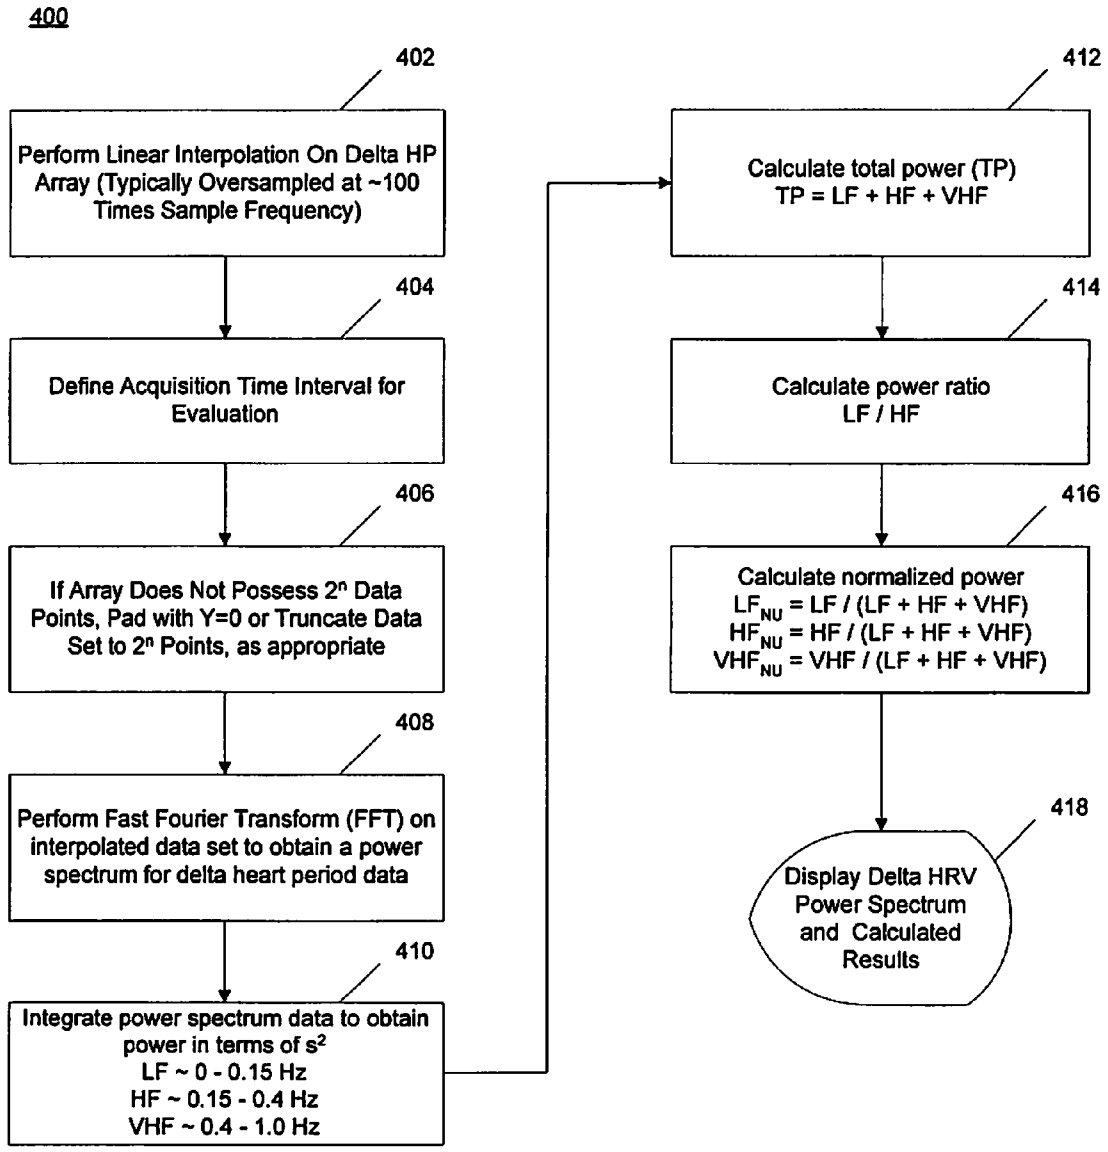 400
402
Perform Linear Interpolation On Delta HP
Array (Typically Oversampled at ~100
Times Sample Frequency)
404
Define Acquisition Time Interval for
Evaluation
406
If Array Does Not Possess 2ⁿ Data
Points, Pad with Y=0 or Truncate Data
Set to 2ⁿ Points, as appropriate
408
Perform Fast Fourier Transform (FFT) on
interpolated data set to obtain a power
spectrum for delta heart period data
410
Integrate power spectrum data to obtain
power in terms of s²
LF ~ 0 - 0.15 Hz
HF ~ 0.15 - 0.4 Hz
VHF ~ 0.4 - 1.0 Hz
412
Calculate total power (TP)
TP = LF + HF + VHF
414
Calculate power ratio
LF / HF
416
Calculate normalized power
LF_NU = LF / (LF + HF + VHF)
HF_NU = HF / (LF + HF + VHF)
VHF_NU = VHF / (LF + HF + VHF)
418
Display Delta HRV
Power Spectrum
and Calculated
Results